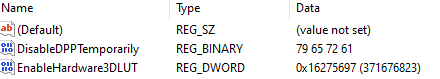 Name Type Data
(Default) REG_SZ (value not set)
DisableDPPTemporarily REG_BINARY 79 65 72 61
EnableHardware3DLUT REG_DWORD 0x16275697 (371676823)